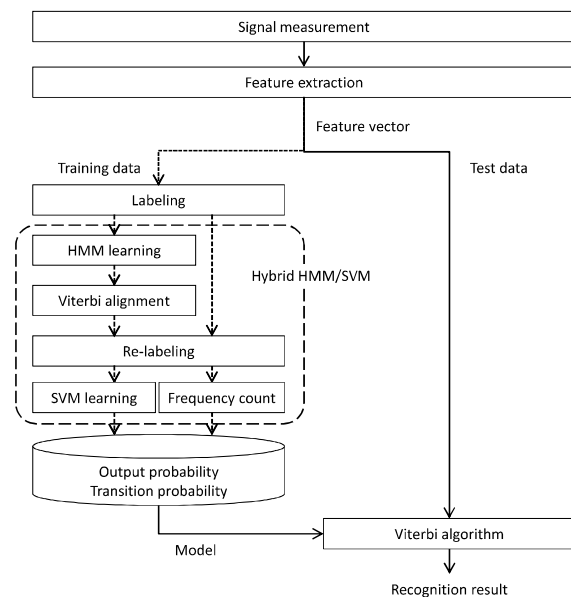 Signal measurement
Feature extraction
Feature vector
Training data
Test data
Labeling
HMM learning
Hybrid HMM/SVM
Viterbi alignment
Re-labeling
SVM learning
Frequency count
Output probability
Transition probability
Viterbi algorithm
Model
Recognition result